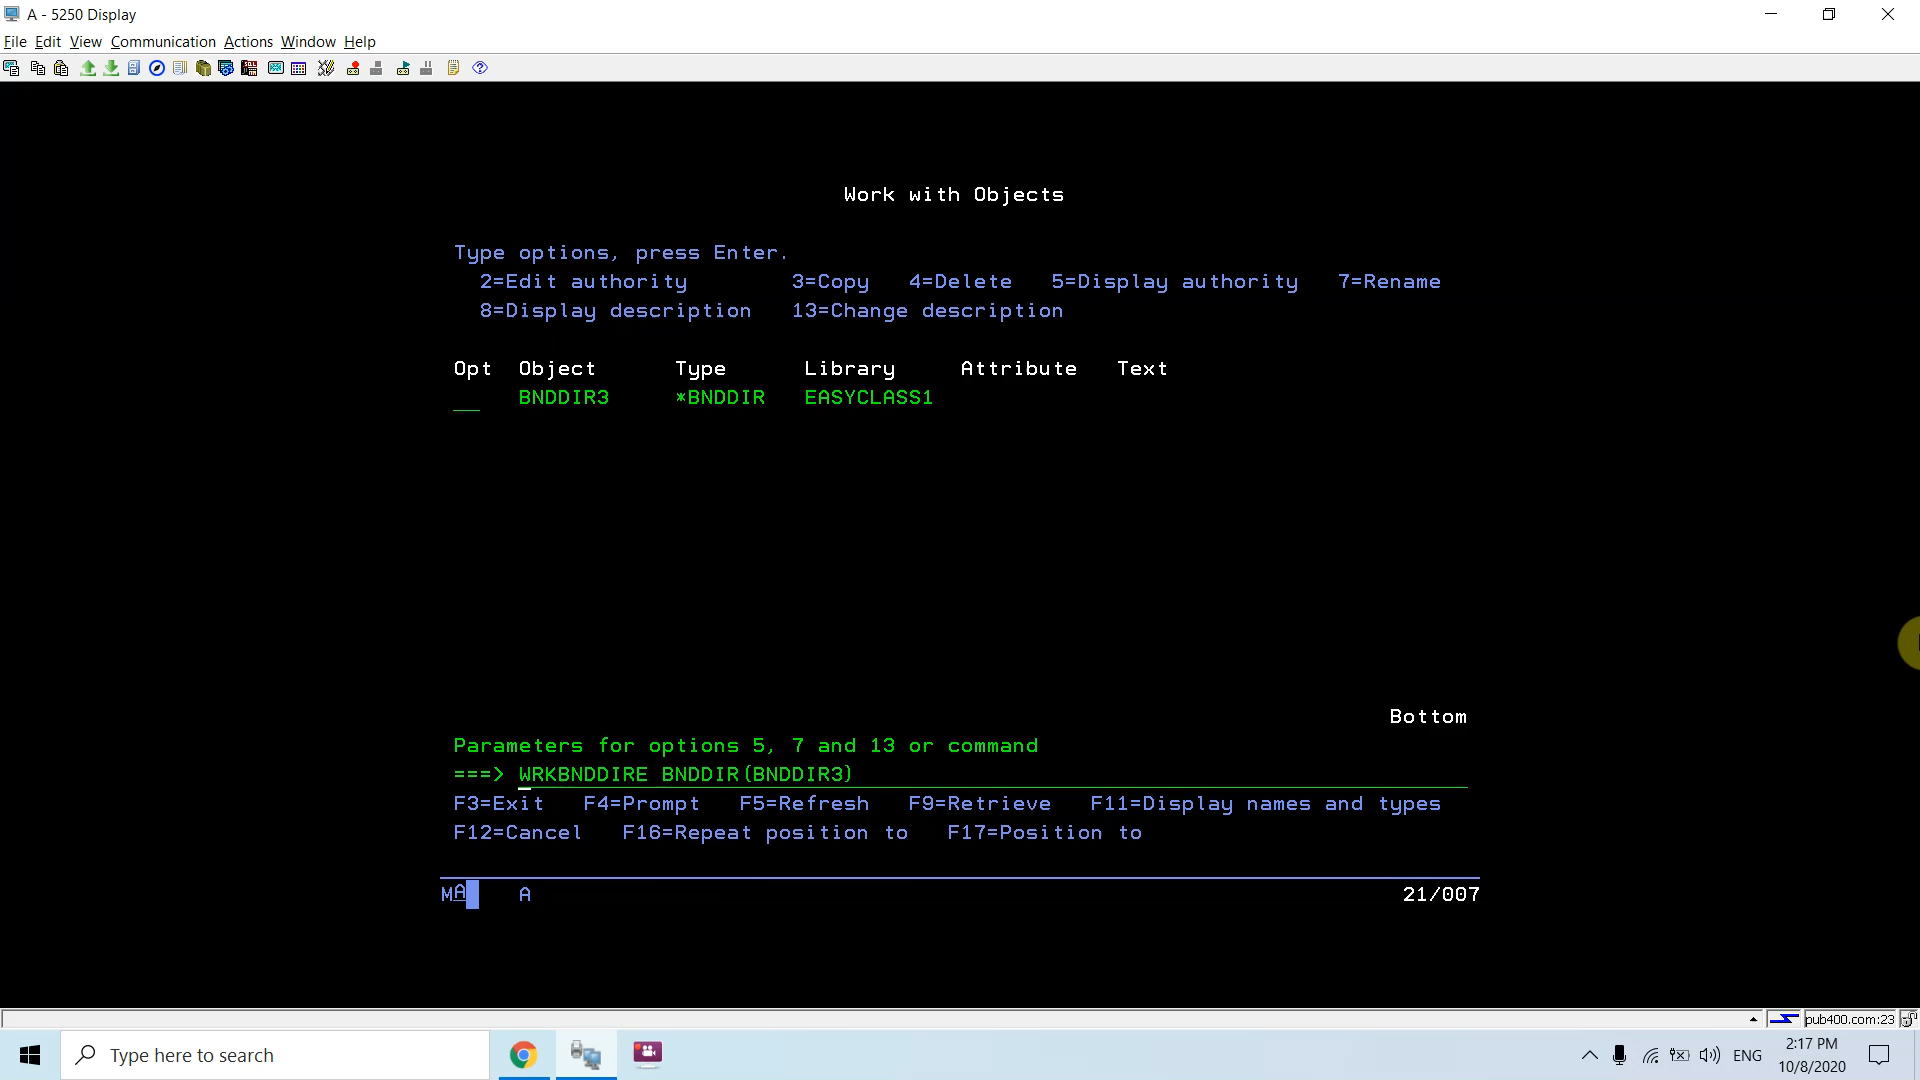 A - 5250 Display
File Edit View Communication Actions Window Help
Work with Objects
Type options, press Enter.
2=Edit authority 3=Copy 4=Delete 5=Display authority 7=Rename
8=Display description 13=Change description
Opt Object Type Library Attribute Text
BNDDIR3 *BNDDIR EASYCLASS1
Bottom
Parameters for options 5, 7 and 13 or command
===> WRKBNDDIRE BNDDIR(BNDDIR3)
F3=Exit F4=Prompt F5=Refresh F9=Retrieve F11=Display names and types
F12=Cancel F16=Repeat position to F17=Position to
MA A 21/007
pub400.com:23
Type here to search
ENG
2:17 PM
10/8/2020